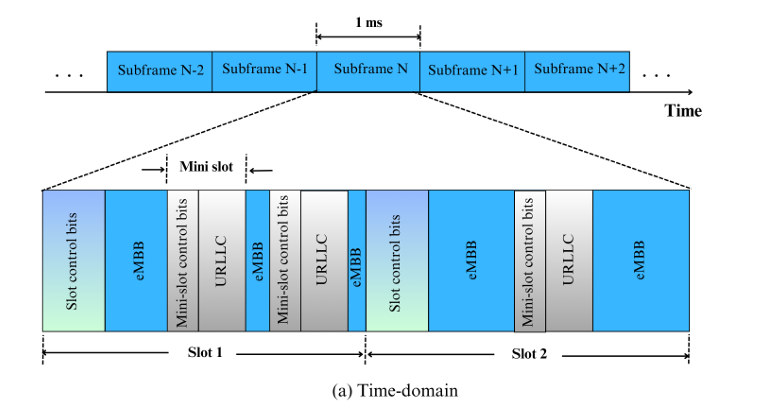 1 ms
. . .
Subframe N-2
Subframe N-1
Subframe N
Subframe N+1
Subframe N+2
. . .
Time
Mini slot
Slot control bits
eMBB
Mini-slot control bits
URLLC
eMBB
Mini-slot control bits
URLLC
eMBB
Slot control bits
eMBB
Mini-slot control bits
URLLC
eMBB
Slot 1
Slot 2
(a) Time-domain